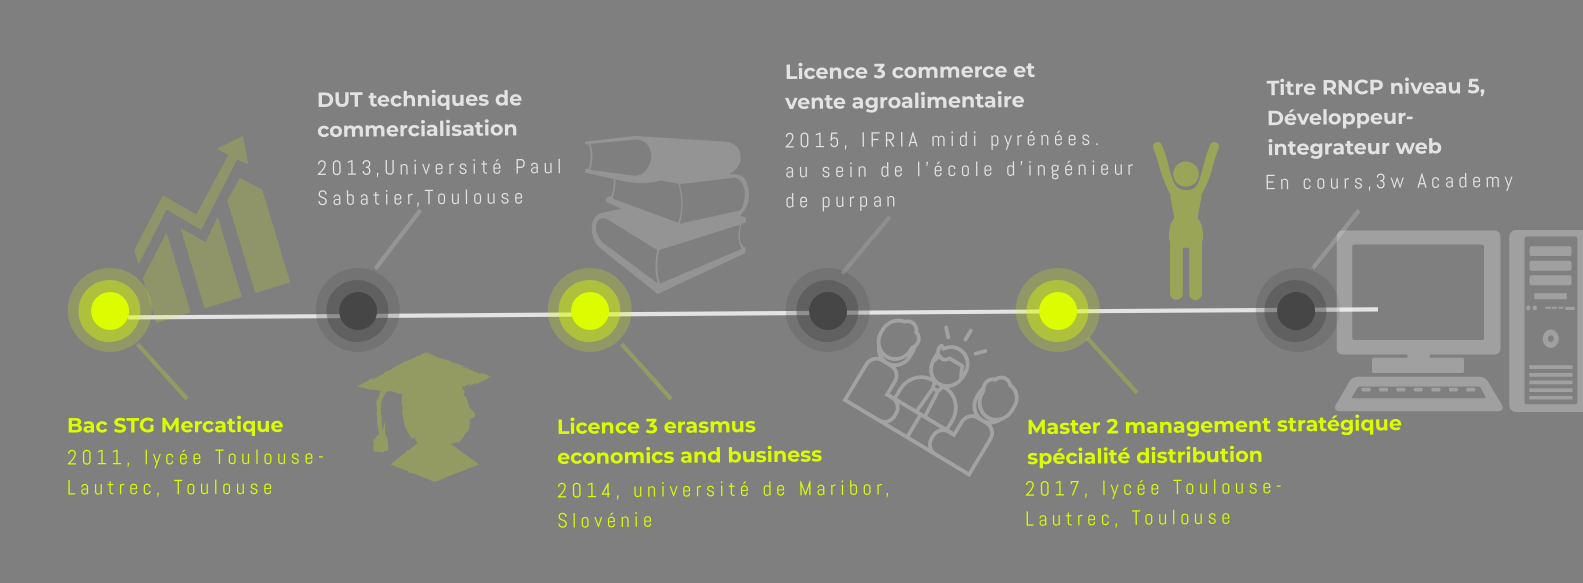 Bac STG Mercatique
2011, lycée Toulouse-
Lautrec, Toulouse
DUT techniques de
commercialisation
2013,Université Paul
Sabatier,Toulouse
Licence 3 erasmus
economics and business
2014, université de Maribor,
Slovénie
Licence 3 commerce et
vente agroalimentaire
2015, IFRIA midi pyrénées.
au sein de l'école d'ingénieur
de purpan
Master 2 management stratégique
spécialité distribution
2017, lycée Toulouse-
Lautrec, Toulouse
Titre RNCP niveau 5,
Développeur-
integrateur web
En cours,3w Academy